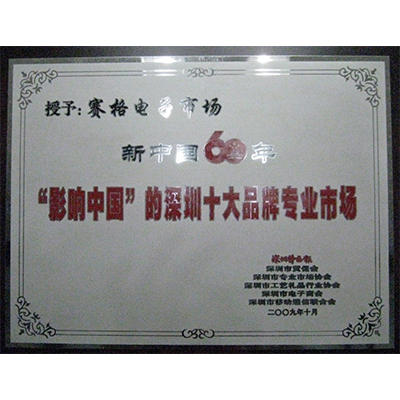 授予:赛格电子市场
新中国60年
“影响中国”的深圳十大品牌专业市场
深圳特区报
深圳市贸促会
深圳市专业市场协会
深圳市工艺礼品行业协会
深圳市电子商会
深圳市移动通信联合会
二〇〇九年十月